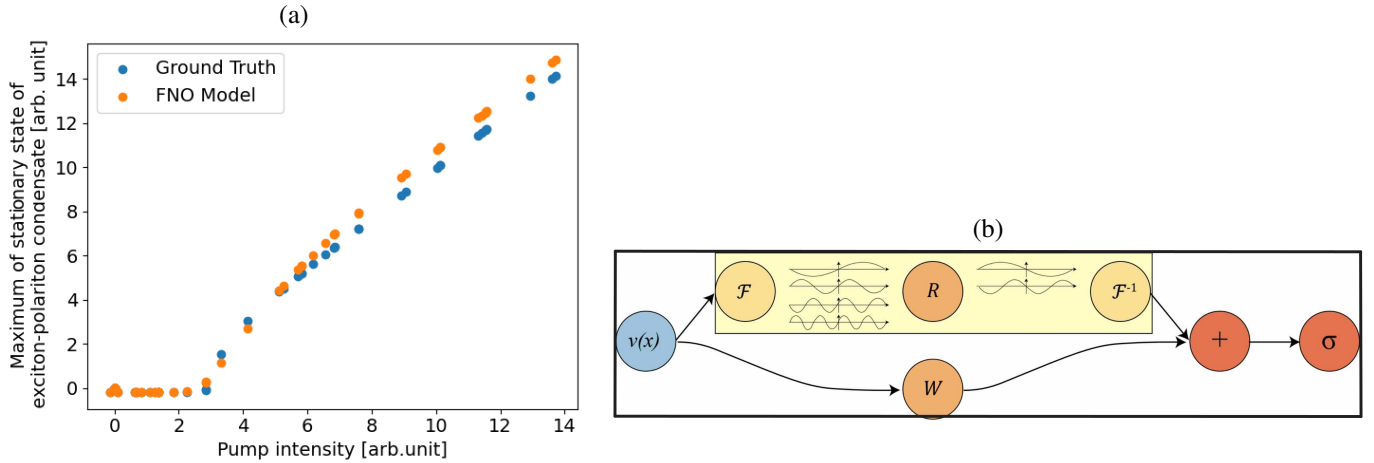 (a)
Ground Truth
FNO Model
Maximum of stationary state of
exciton-polariton condensate [arb. unit]
14
12
10
8
6
4
2
0
0 2 4 6 8 10 12 14
Pump intensity [arb.unit]
(b)
ℱ R ℱ⁻¹
v(x) + σ
W